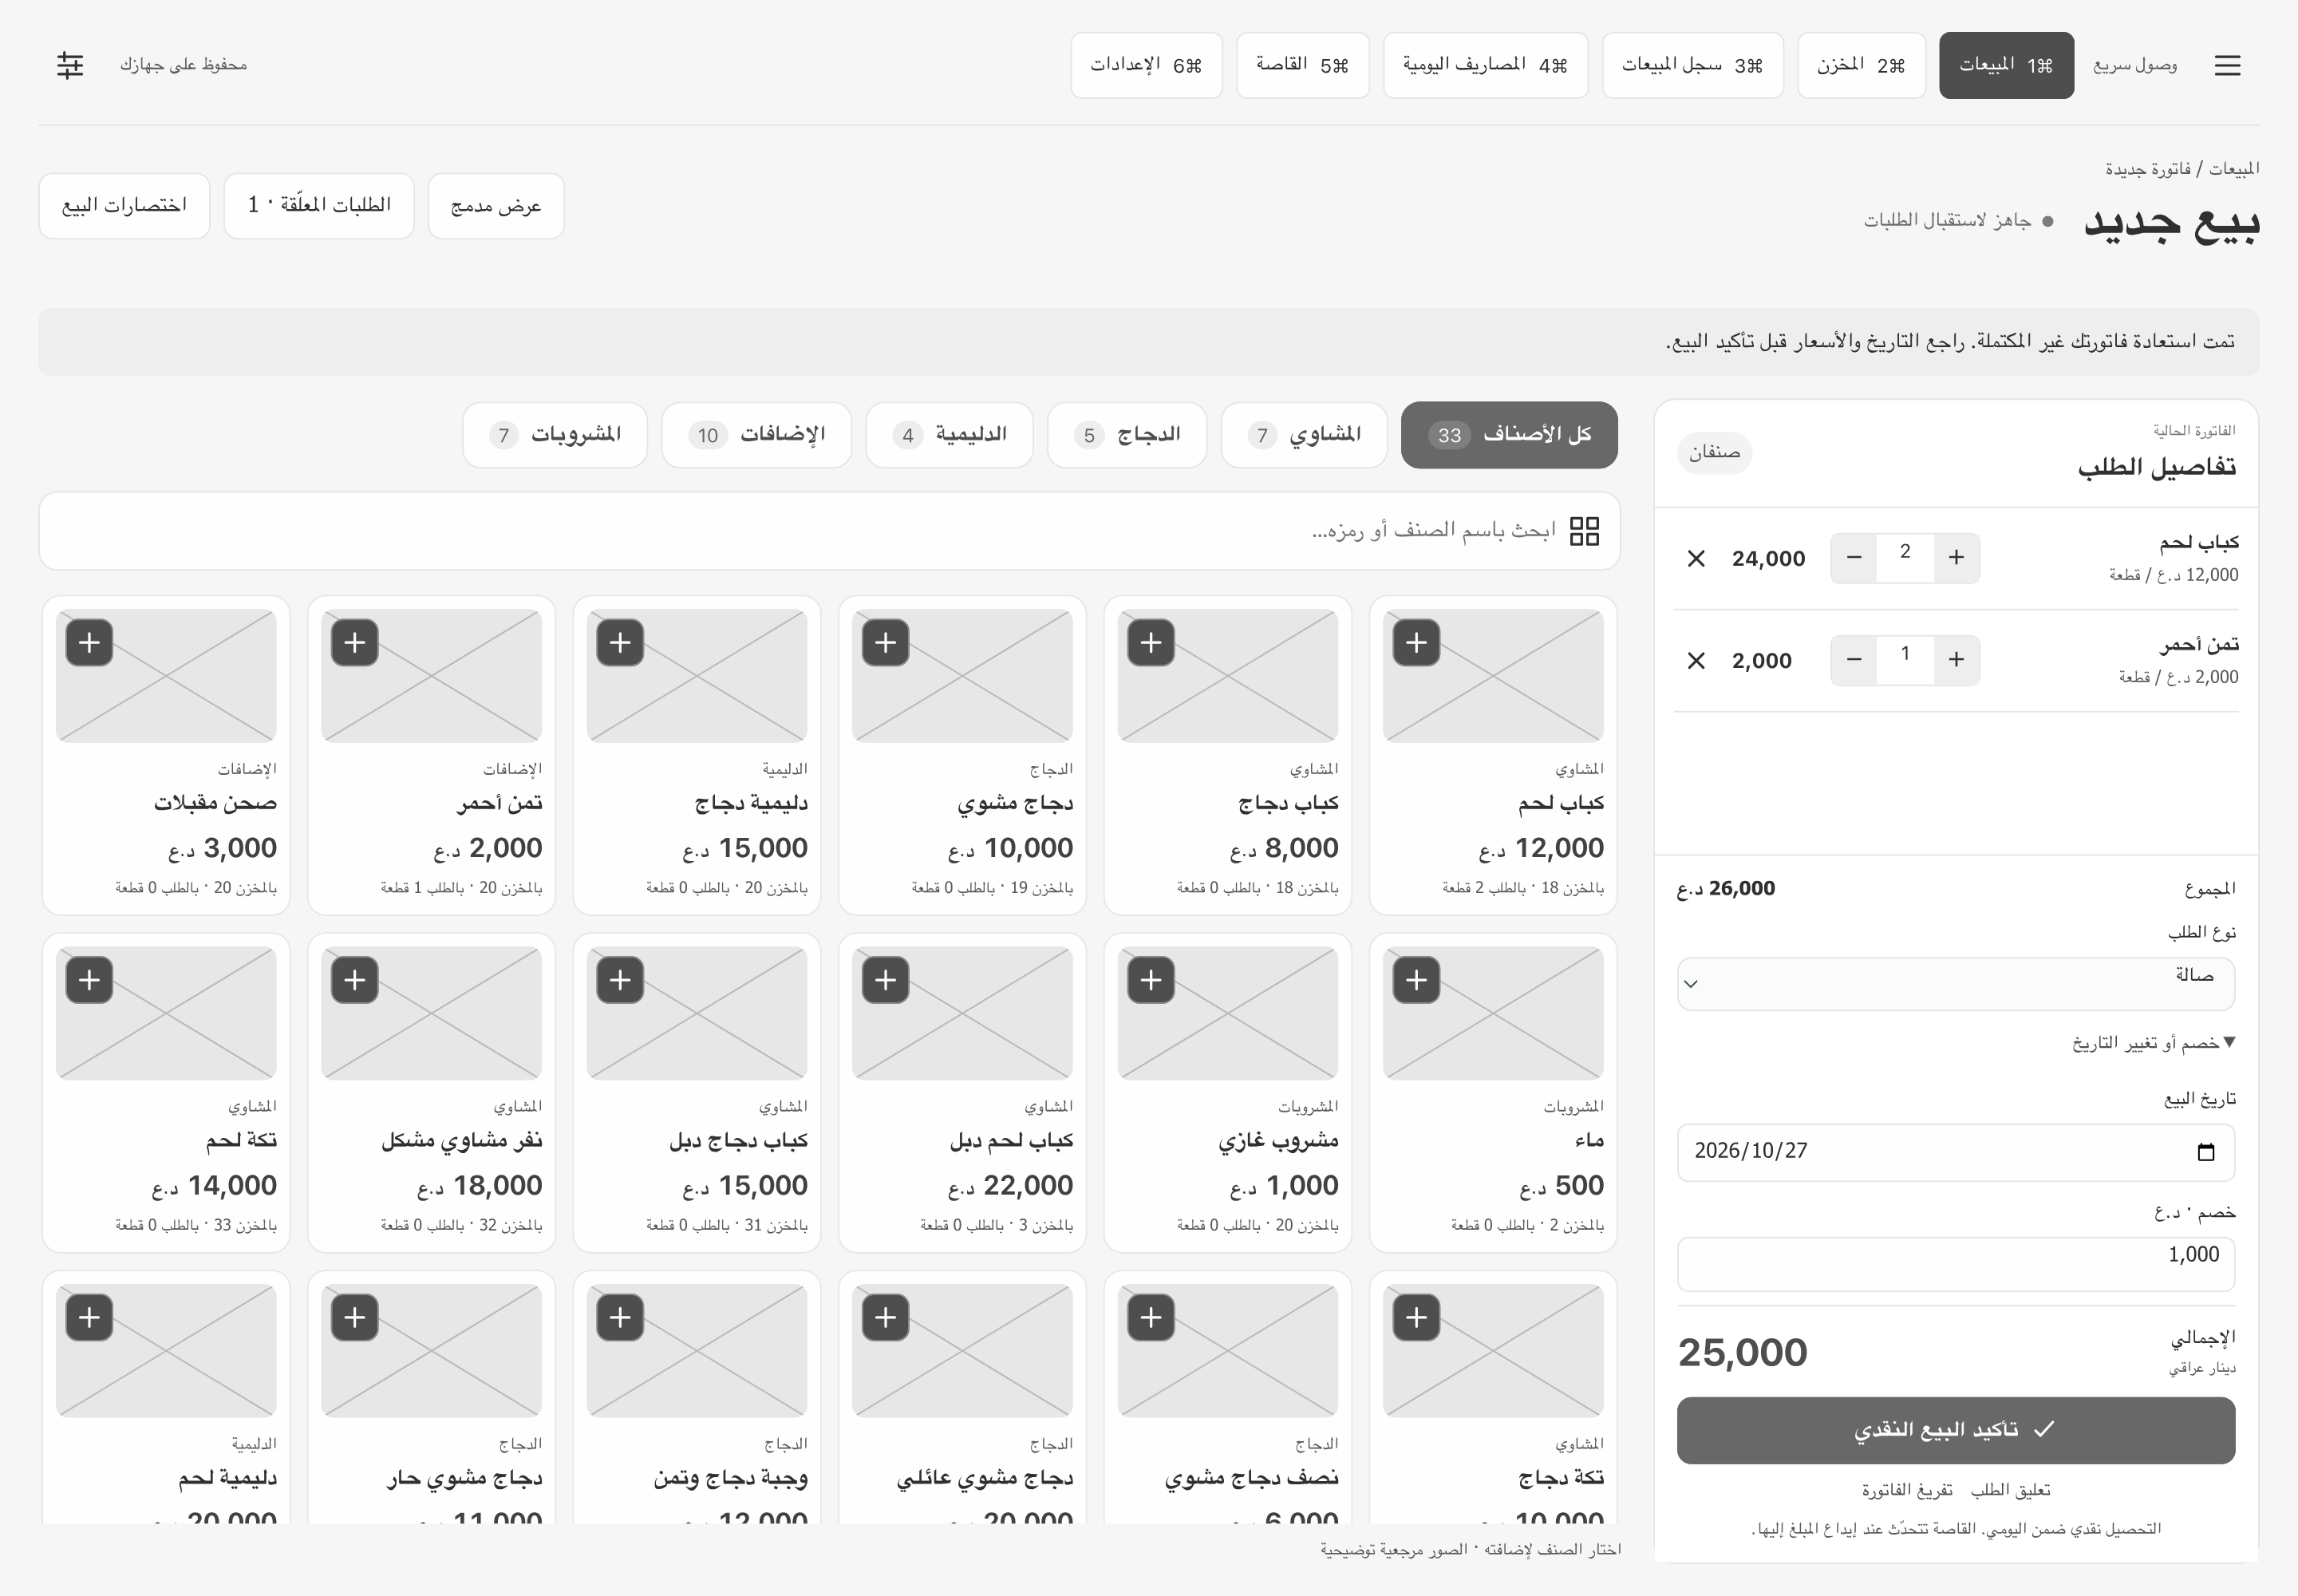 وصول سريع
⌘1 المبيعات
⌘2 المخزن
⌘3 سجل المبيعات
⌘4 المصاريف اليومية
⌘5 القاصة
⌘6 الإعدادات
محفوظ على جهازك
المبيعات / فاتورة جديدة
بيع جديد
جاهز لاستقبال الطلبات
عرض مدمج
الطلبات المعلّقة · 1
اختصارات البيع
تمت استعادة فاتورتك غير المكتملة. راجع التاريخ والأسعار قبل تأكيد البيع.
الفاتورة الحالية
تفاصيل الطلب
صنفان
كباب لحم
12,000 د.ع / قطعة
+ 2 −
24,000
تمن أحمر
2,000 د.ع / قطعة
+ 1 −
2,000
المجموع
26,000 د.ع
نوع الطلب
صالة
▼خصم أو تغيير التاريخ
تاريخ البيع
2026/10/27
خصم · د.ع
1,000
الإجمالي
دينار عراقي
25,000
تأكيد البيع النقدي
تعليق الطلب
تفريغ الفاتورة
التحصيل نقدي ضمن اليومي. القاصة تتحدّث عند إيداع المبلغ إليها.
كل الأصناف 33
المشاوي 7
الدجاج 5
الدليمية 4
الإضافات 10
المشروبات 7
ابحث باسم الصنف أو رمزه...
المشاوي
كباب لحم
12,000 د.ع
بالمخزن 18 · بالطلب 2 قطعة
المشاوي
كباب دجاج
8,000 د.ع
بالمخزن 18 · بالطلب 0 قطعة
الدجاج
دجاج مشوي
10,000 د.ع
بالمخزن 19 · بالطلب 0 قطعة
الدليمية
دليمية دجاج
15,000 د.ع
بالمخزن 20 · بالطلب 0 قطعة
الإضافات
تمن أحمر
2,000 د.ع
بالمخزن 20 · بالطلب 1 قطعة
الإضافات
صحن مقبلات
3,000 د.ع
بالمخزن 20 · بالطلب 0 قطعة
المشروبات
ماء
500 د.ع
بالمخزن 2 · بالطلب 0 قطعة
المشروبات
مشروب غازي
1,000 د.ع
بالمخزن 20 · بالطلب 0 قطعة
المشاوي
كباب لحم دبل
22,000 د.ع
بالمخزن 3 · بالطلب 0 قطعة
المشاوي
كباب دجاج دبل
15,000 د.ع
بالمخزن 31 · بالطلب 0 قطعة
المشاوي
نفر مشاوي مشكل
18,000 د.ع
بالمخزن 32 · بالطلب 0 قطعة
المشاوي
تكة لحم
14,000 د.ع
بالمخزن 33 · بالطلب 0 قطعة
المشاوي
تكة دجاج
10,000 د.ع
الدجاج
نصف دجاج مشوي
6,000 د.ع
الدجاج
دجاج مشوي عائلي
20,000 د.ع
الدجاج
وجبة دجاج وتمن
12,000 د.ع
الدجاج
دجاج مشوي حار
11,000 د.ع
الدليمية
دليمية لحم
20,000 د.ع
اختار الصنف لإضافته · الصور مرجعية توضيحية